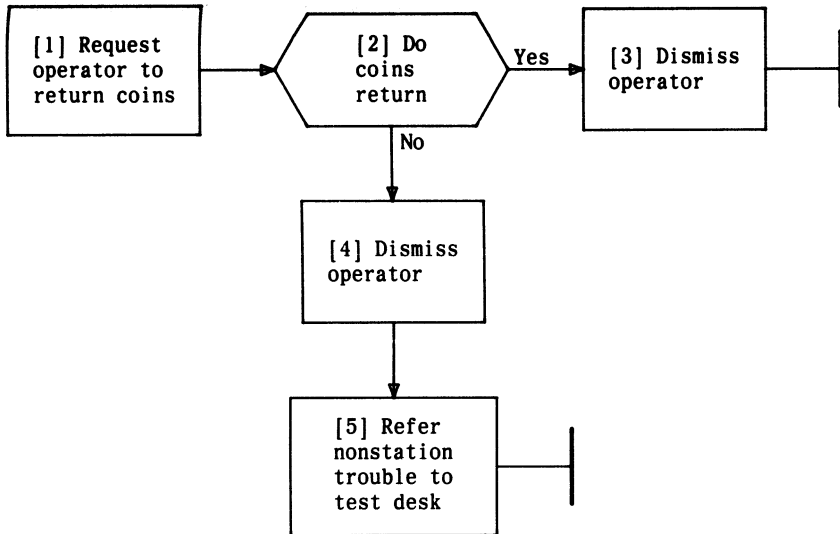 [1] Request
operator to
return coins
[2] Do
coins
return
Yes
[3] Dismiss
operator
No
[4] Dismiss
operator
[5] Refer
nonstation
trouble to
test desk